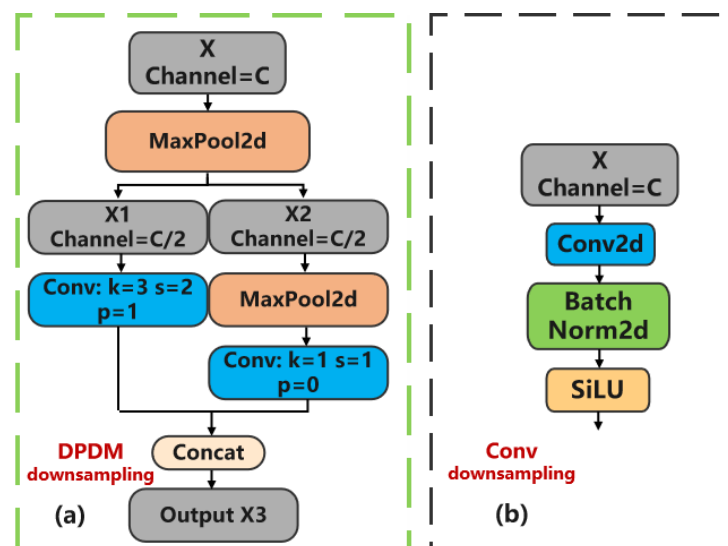 X
Channel=C
MaxPool2d
X1
Channel=C/2
X2
Channel=C/2
Conv: k=3 s=2
p=1
MaxPool2d
Conv: k=1 s=1
p=0
DPDM
downsampling
Concat
(a)
Output X3
X
Channel=C
Conv2d
Batch
Norm2d
SiLU
Conv
downsampling
(b)